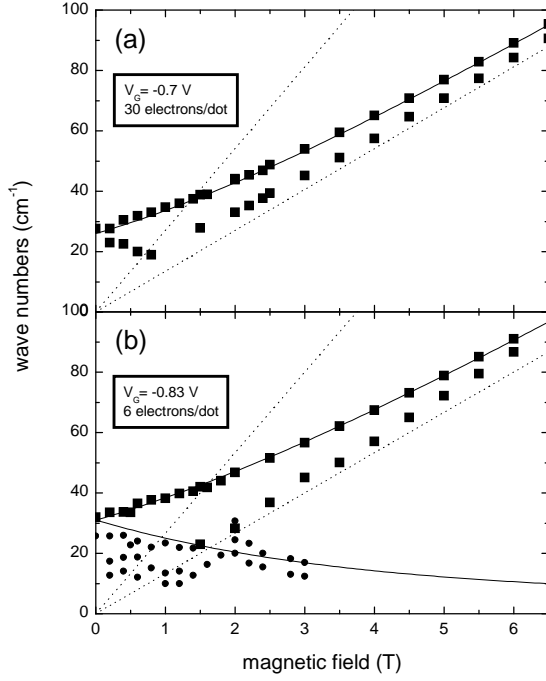 100
(a)
V_G= -0.7 V
30 electrons/dot
80
60
40
20
0
wave numbers (cm⁻¹)
100
(b)
V_G= -0.83 V
6 electrons/dot
80
60
40
20
0
0 1 2 3 4 5 6
magnetic field (T)